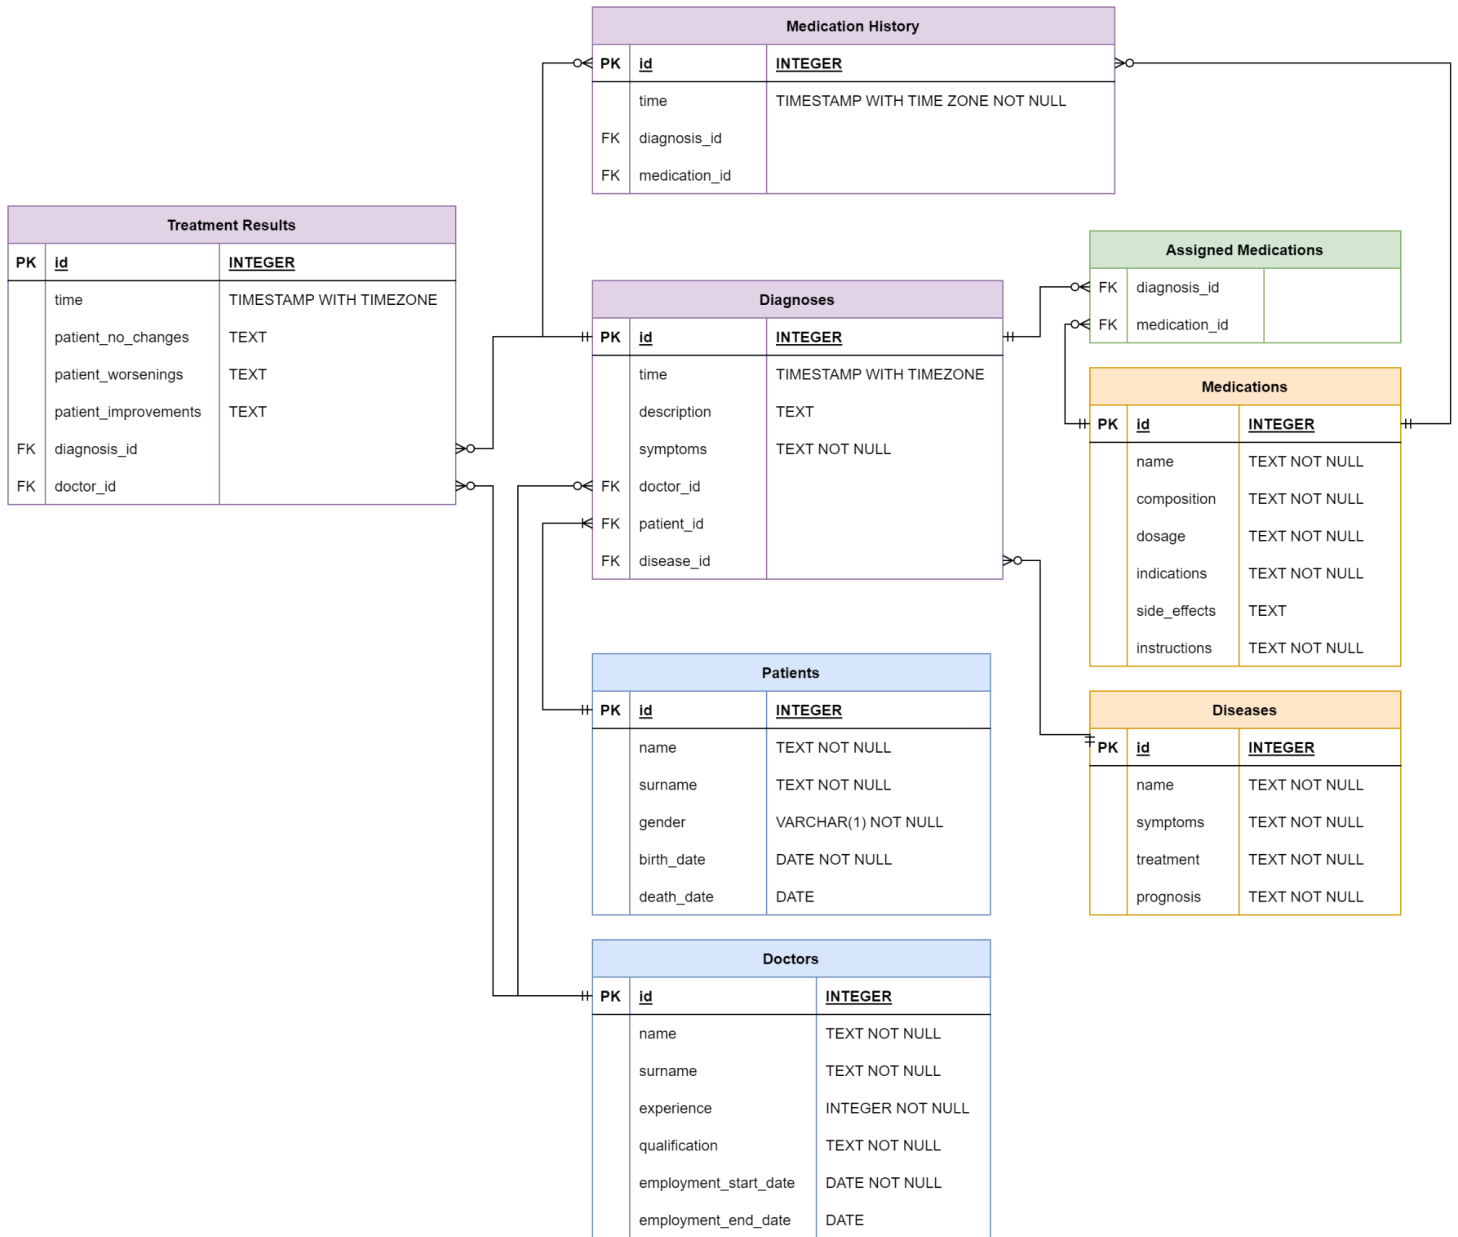 Medication History
PK id INTEGER
time TIMESTAMP WITH TIME ZONE NOT NULL
FK diagnosis_id
FK medication_id
Treatment Results
PK id INTEGER
time TIMESTAMP WITH TIMEZONE
patient_no_changes TEXT
patient_worsenings TEXT
patient_improvements TEXT
FK diagnosis_id
FK doctor_id
Diagnoses
PK id INTEGER
time TIMESTAMP WITH TIMEZONE
description TEXT
symptoms TEXT NOT NULL
FK doctor_id
FK patient_id
FK disease_id
Assigned Medications
FK diagnosis_id
FK medication_id
Medications
PK id INTEGER
name TEXT NOT NULL
composition TEXT NOT NULL
dosage TEXT NOT NULL
indications TEXT NOT NULL
side_effects TEXT
instructions TEXT NOT NULL
Patients
PK id INTEGER
name TEXT NOT NULL
surname TEXT NOT NULL
gender VARCHAR(1) NOT NULL
birth_date DATE NOT NULL
death_date DATE
Diseases
PK id INTEGER
name TEXT NOT NULL
symptoms TEXT NOT NULL
treatment TEXT NOT NULL
prognosis TEXT NOT NULL
Doctors
PK id INTEGER
name TEXT NOT NULL
surname TEXT NOT NULL
experience INTEGER NOT NULL
qualification TEXT NOT NULL
employment_start_date DATE NOT NULL
employment_end_date DATE